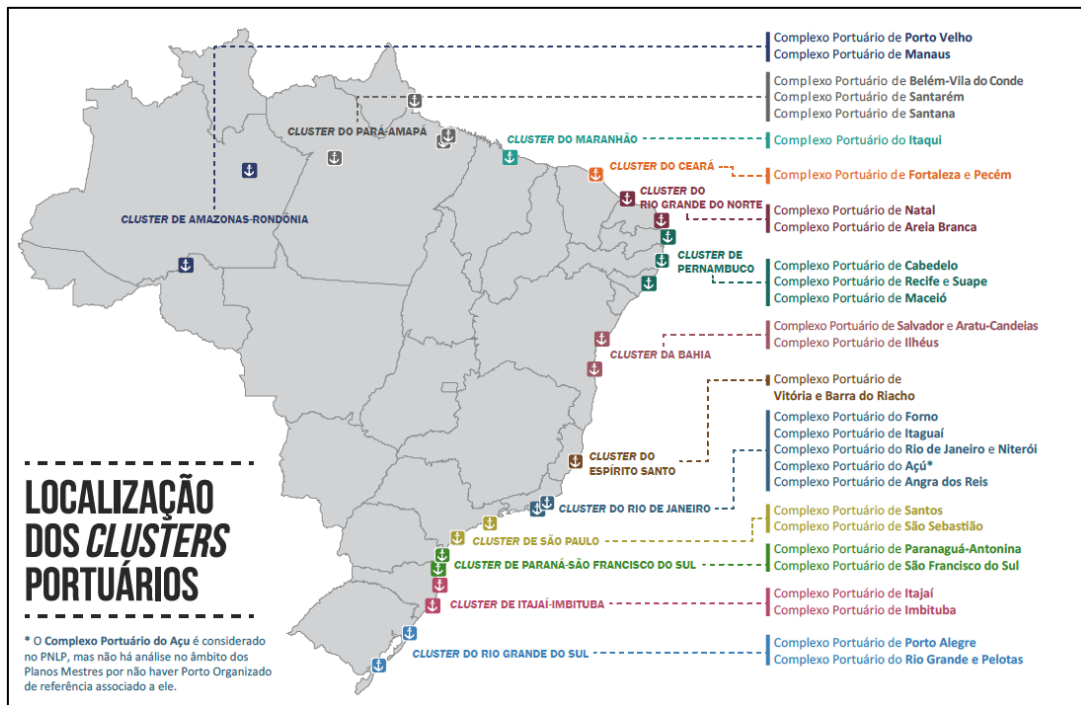 Complexo Portuário de Porto Velho
Complexo Portuário de Manaus
Complexo Portuário de Belém-Vila do Conde
Complexo Portuário de Santarém
Complexo Portuário de Santana
CLUSTER DO PARÁ-AMAPÁ
CLUSTER DO MARANHÃO
Complexo Portuário do Itaqui
CLUSTER DO CEARÁ
Complexo Portuário de Fortaleza e Pecém
CLUSTER DO
RIO GRANDE DO NORTE
Complexo Portuário de Natal
Complexo Portuário de Areia Branca
CLUSTER DE AMAZONAS-RONDÔNIA
CLUSTER DE
PERNAMBUCO
Complexo Portuário de Cabedelo
Complexo Portuário de Recife e Suape
Complexo Portuário de Maceió
CLUSTER DA BAHIA
Complexo Portuário de Salvador e Aratu-Candeias
Complexo Portuário de Ilhéus
CLUSTER DO
ESPÍRITO SANTO
Complexo Portuário de
Vitória e Barra do Riacho
CLUSTER DO RIO DE JANEIRO
Complexo Portuário do Forno
Complexo Portuário de Itaguaí
Complexo Portuário do Rio de Janeiro e Niterói
Complexo Portuário do Açú*
Complexo Portuário de Angra dos Reis
CLUSTER DE SÃO PAULO
Complexo Portuário de Santos
Complexo Portuário de São Sebastião
CLUSTER DE PARANÁ-SÃO FRANCISCO DO SUL
Complexo Portuário de Paranaguá-Antonina
Complexo Portuário de São Francisco do Sul
CLUSTER DE ITAJAÍ-IMBITUBA
Complexo Portuário de Itajaí
Complexo Portuário de Imbituba
CLUSTER DO RIO GRANDE DO SUL
Complexo Portuário de Porto Alegre
Complexo Portuário do Rio Grande e Pelotas
LOCALIZAÇÃO
DOS CLUSTERS
PORTUÁRIOS
* O Complexo Portuário do Açu é considerado
no PNLP, mas não há análise no âmbito dos
Planos Mestres por não haver Porto Organizado
de referência associado a ele.